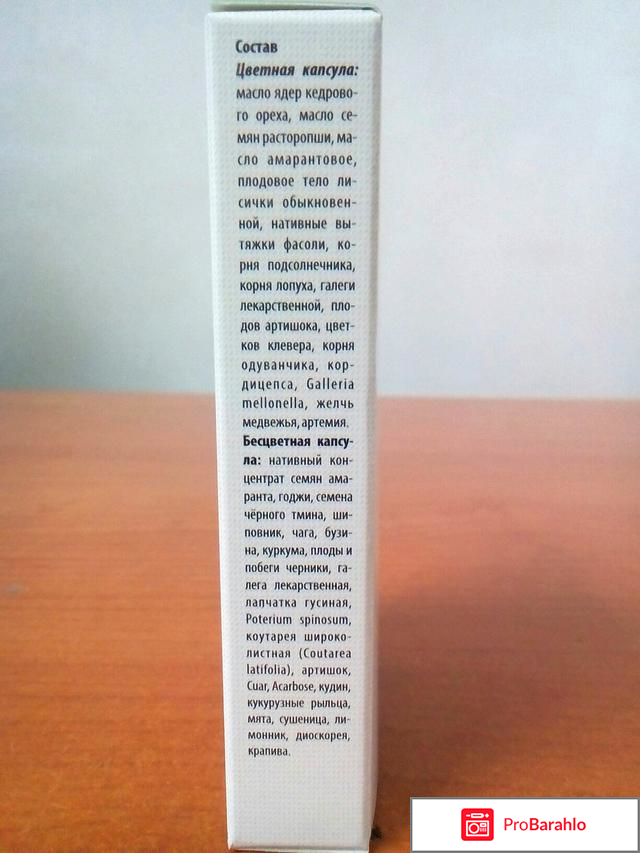 Состав
Цветная капсула:
масло ядер кедрово-
го ореха, масло се-
мян расторопши, ма-
сло амарантовое,
плодовое тело ли-
сички обыкновен-
ной, нативные вы-
тяжки фасоли, ко-
рня подсолнечника,
корня лопуха, галеги
лекарственной, пло-
дов артишока, цвет-
ков клевера, корня
одуванчика, кор-
дицепса, Galleria
mellonella, желчь
медвежья, артемия.
Бесцветная капсу-
ла: нативный кон-
центрат семян ама-
ранта, годжи, семена
чёрного тмина, ши-
повник, чага, бузи-
на, куркума, плоды и
побеги черники, га-
лега лекарственная,
лапчатка гусиная,
Poterium spinosum,
коутарея широко-
листная (Coutarea
latifolia), артишок,
Cuar, Acarbose, кудин,
кукурузные рыльца,
мята, сушеница, ли-
монник, диоскорея,
крапива.
ProBarahlo